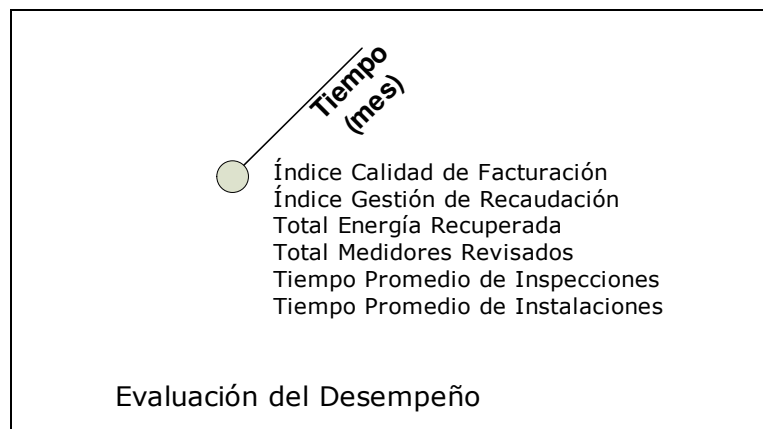 Tiempo
(mes)
Índice Calidad de Facturación
Índice Gestión de Recaudación
Total Energía Recuperada
Total Medidores Revisados
Tiempo Promedio de Inspecciones
Tiempo Promedio de Instalaciones
Evaluación del Desempeño